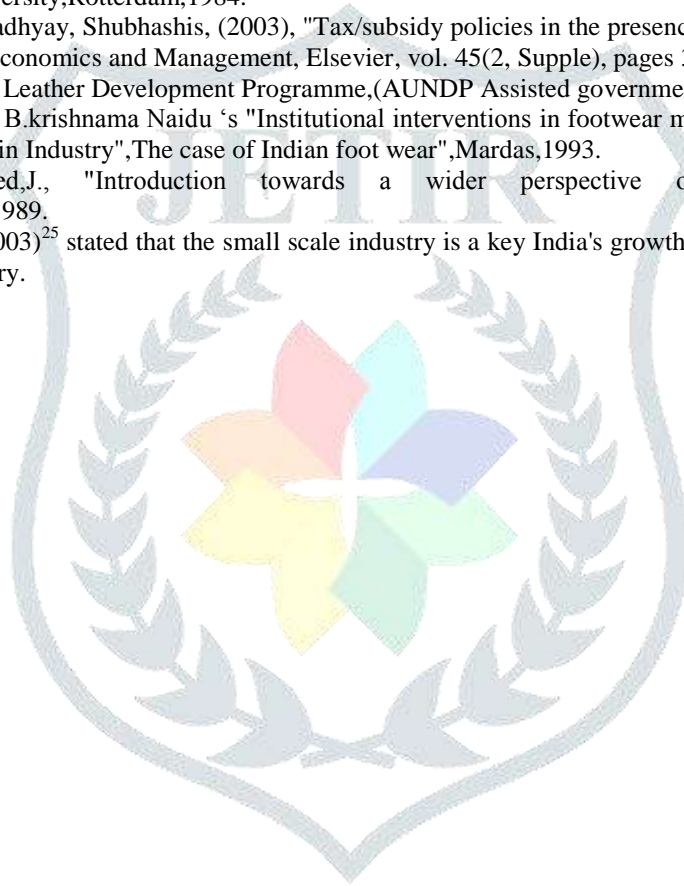 ersity,Rotterdam,1984.
adhyay, Shubhashis, (2003), "Tax/subsidy policies in the presenc
conomics and Management, Elsevier, vol. 45(2, Supple), pages 3
Leather Development Programme,(AUNDP Assisted governme
B.krishnama Naidu ‘s "Institutional interventions in footwear m
in Industry",The case of Indian foot wear",Mardas,1993.
ed,J., "Introduction towards a wider perspective o
989.
003)25 stated that the small scale industry is a key India's growth
ry.
JETIR